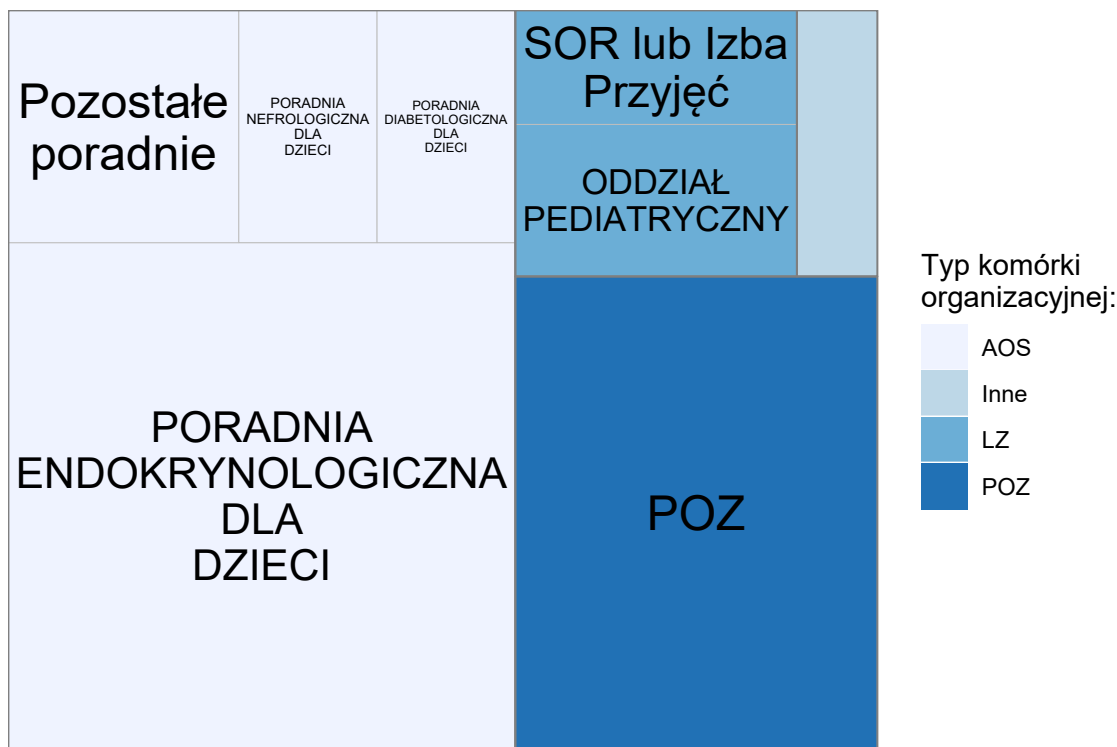 Pozostałe
poradnie
PORADNIA
NEFROLOGICZNA
DLA
DZIECI
PORADNIA
DIABETOLOGICZNA
DLA
DZIECI
SOR lub Izba
Przyjęć
ODDZIAŁ
PEDIATRYCZNY
PORADNIA
ENDOKRYNOLOGICZNA
DLA
DZIECI
POZ
Typ komórki
organizacyjnej:
AOS
Inne
LZ
POZ